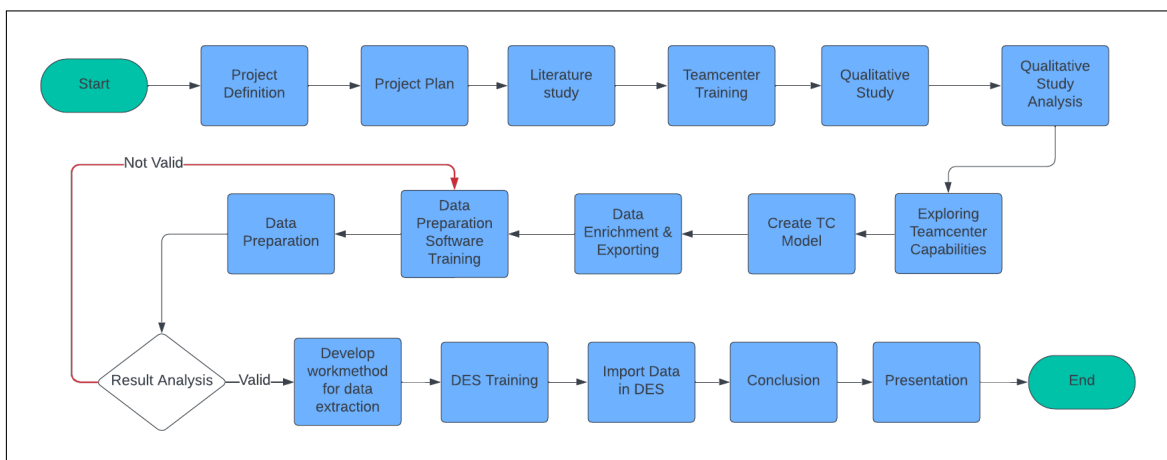 Start
Project
Definition
Project Plan
Literature
study
Teamcenter
Training
Qualitative
Study
Qualitative
Study
Analysis
Not Valid
Exploring
Teamcenter
Capabilities
Create TC
Model
Data
Enrichment &
Exporting
Data
Preparation
Software
Training
Data
Preparation
Result Analysis
Valid
Develop
workmethod
for data
extraction
DES Training
Import Data
in DES
Conclusion
Presentation
End